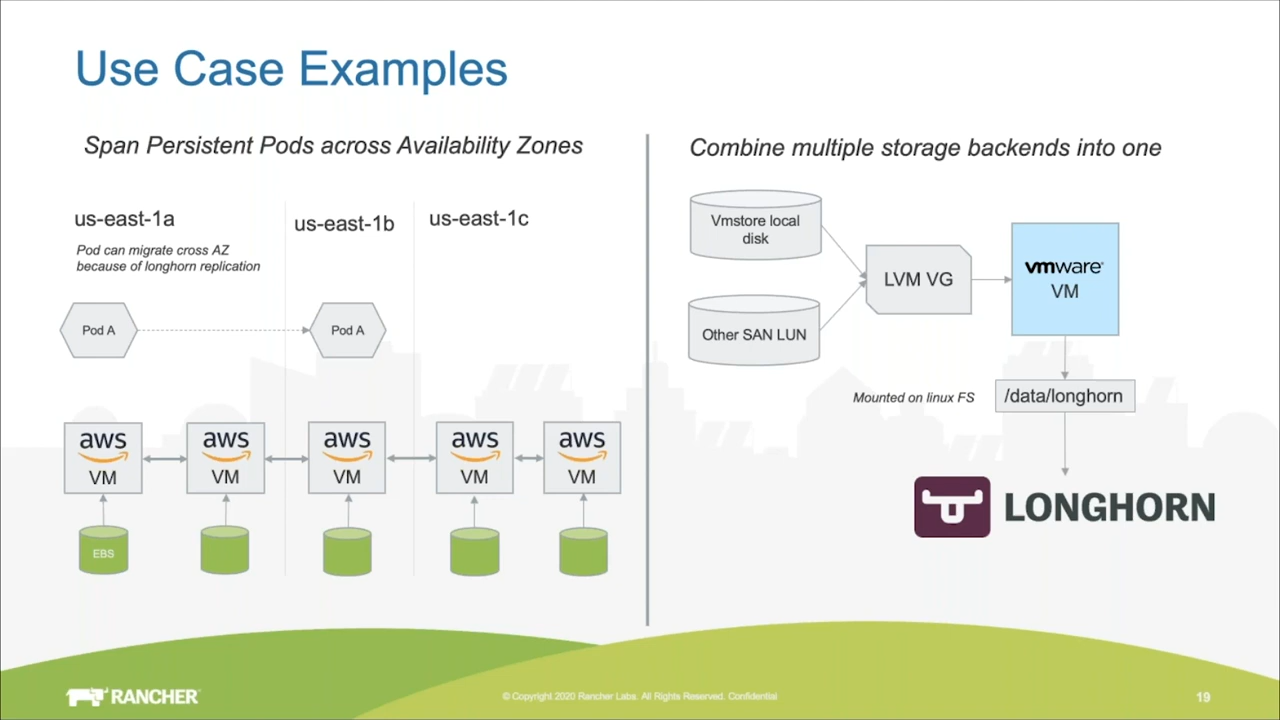 Use Case Examples
Span Persistent Pods across Availability Zones
us-east-1a
us-east-1b
us-east-1c
Pod can migrate cross AZ
because of longhorn replication
Pod A
Pod A
aws
VM
aws
VM
aws
VM
aws
VM
aws
VM
EBS
Combine multiple storage backends into one
Vmstore local
disk
Other SAN LUN
LVM VG
vmware®
VM
Mounted on linux FS
/data/longhorn
LONGHORN
RANCHER
© Copyright 2020 Rancher Labs. All Rights Reserved. Confidential
19